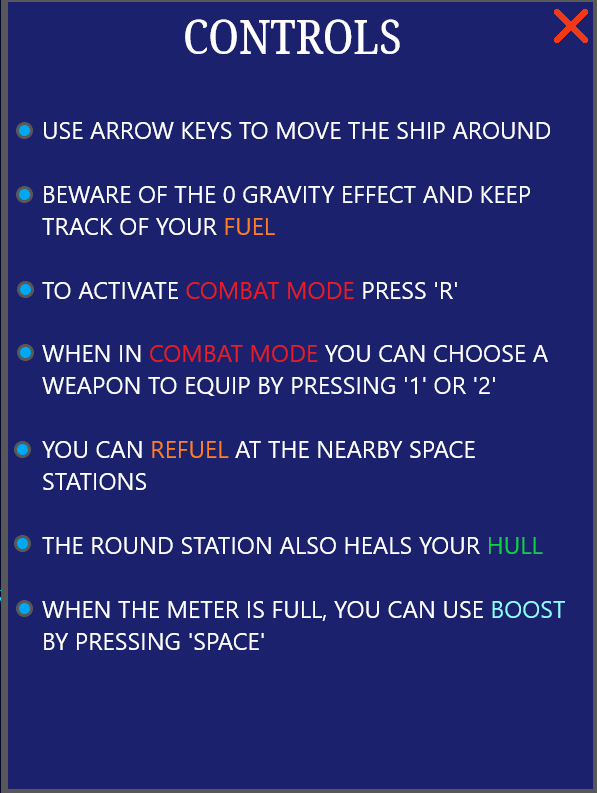 CONTROLS
USE ARROW KEYS TO MOVE THE SHIP AROUND
BEWARE OF THE 0 GRAVITY EFFECT AND KEEP
TRACK OF YOUR FUEL
TO ACTIVATE COMBAT MODE PRESS 'R'
WHEN IN COMBAT MODE YOU CAN CHOOSE A
WEAPON TO EQUIP BY PRESSING '1' OR '2'
YOU CAN REFUEL AT THE NEARBY SPACE
STATIONS
THE ROUND STATION ALSO HEALS YOUR HULL
WHEN THE METER IS FULL, YOU CAN USE BOOST
BY PRESSING 'SPACE'